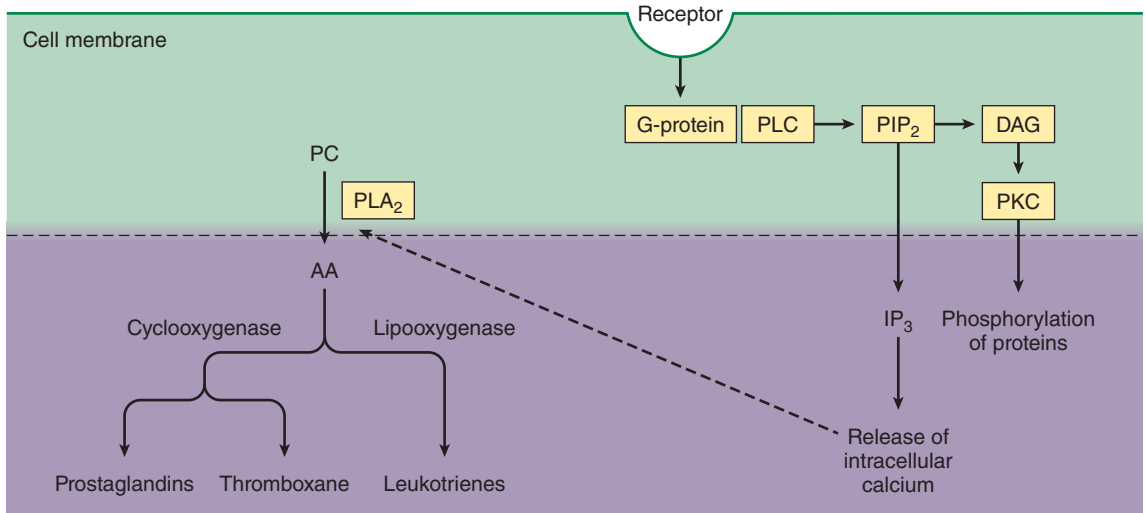 Receptor
Cell membrane
G-protein
PLC
PIP₂
DAG
PC
PLA₂
PKC
AA
Cyclooxygenase
Lipooxygenase
IP₃
Phosphorylation
of proteins
Release of
intracellular
calcium
Prostaglandins
Thromboxane
Leukotrienes